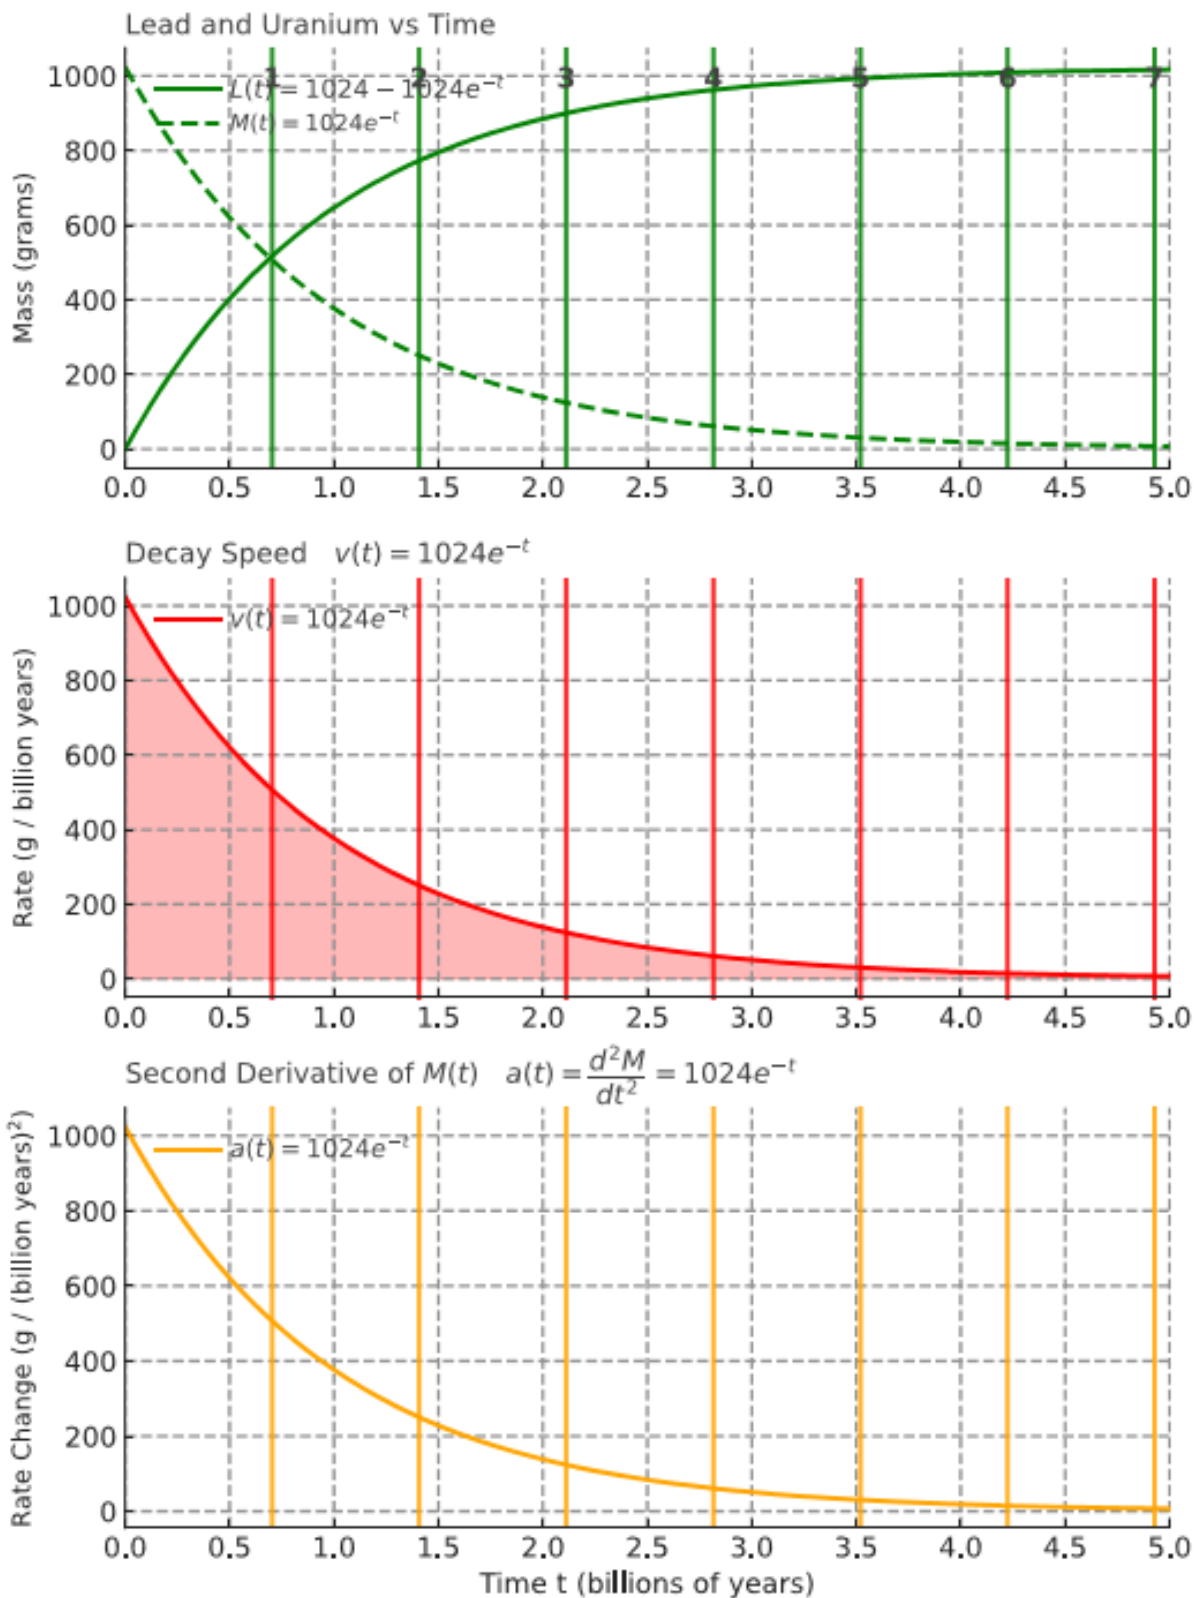 Lead and Uranium vs Time
1 2 3 4 5 6 7
L(t) = 1024 − 1024e^{−t}
M(t) = 1024e^{−t}
Mass (grams)
1000
800
600
400
200
0
0.0 0.5 1.0 1.5 2.0 2.5 3.0 3.5 4.0 4.5 5.0
Decay Speed v(t) = 1024e^{−t}
v(t) = 1024e^{−t}
Rate (g / billion years)
1000
800
600
400
200
0
0.0 0.5 1.0 1.5 2.0 2.5 3.0 3.5 4.0 4.5 5.0
Second Derivative of M(t) a(t) = \frac{d^2M}{dt^2} = 1024e^{−t}
a(t) = 1024e^{−t}
Rate Change (g / (billion years)^2)
1000
800
600
400
200
0
0.0 0.5 1.0 1.5 2.0 2.5 3.0 3.5 4.0 4.5 5.0
Time t (billions of years)